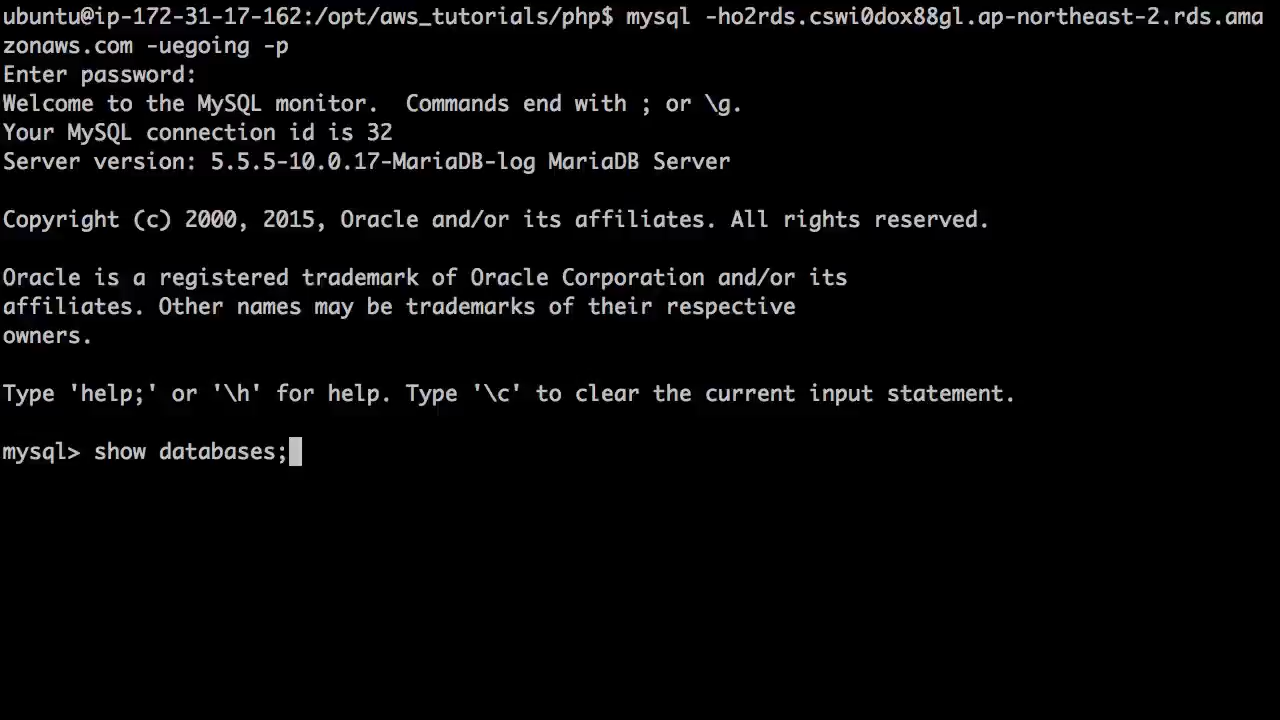 ubuntu@ip-172-31-17-162:/opt/aws_tutorials/php$ mysql -ho2rds.cswi0dox88gl.ap-northeast-2.rds.ama
zonaws.com -uegoing -p
Enter password:
Welcome to the MySQL monitor.  Commands end with ; or \g.
Your MySQL connection id is 32
Server version: 5.5.5-10.0.17-MariaDB-log MariaDB Server
Copyright (c) 2000, 2015, Oracle and/or its affiliates. All rights reserved.
Oracle is a registered trademark of Oracle Corporation and/or its
affiliates. Other names may be trademarks of their respective
owners.
Type 'help;' or '\h' for help. Type '\c' to clear the current input statement.
mysql> show databases;